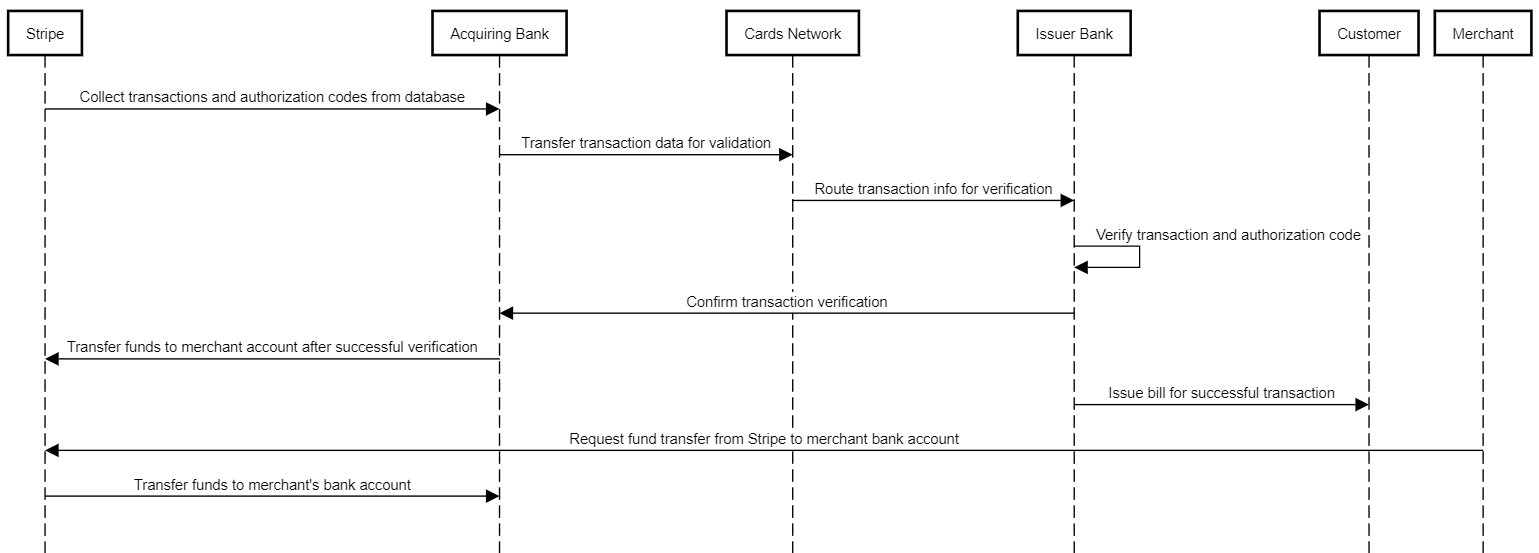 Stripe
Acquiring Bank
Cards Network
Issuer Bank
Customer
Merchant
Collect transactions and authorization codes from database
Transfer transaction data for validation
Route transaction info for verification
Verify transaction and authorization code
Confirm transaction verification
Transfer funds to merchant account after successful verification
Issue bill for successful transaction
Request fund transfer from Stripe to merchant bank account
Transfer funds to merchant's bank account